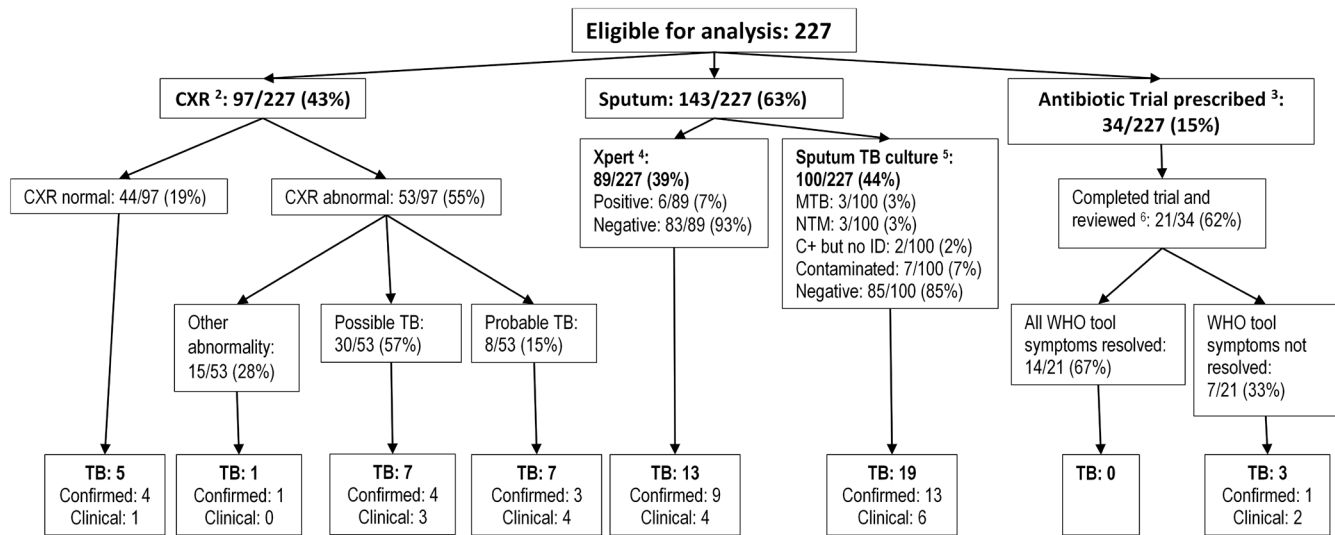 Eligible for analysis: 227
CXR 2: 97/227 (43%)
Sputum: 143/227 (63%)
Antibiotic Trial prescribed 3:
34/227 (15%)
CXR normal: 44/97 (19%)
CXR abnormal: 53/97 (55%)
Xpert 4:
89/227 (39%)
Positive: 6/89 (7%)
Negative: 83/89 (93%)
Sputum TB culture 5:
100/227 (44%)
MTB: 3/100 (3%)
NTM: 3/100 (3%)
C+ but no ID: 2/100 (2%)
Contaminated: 7/100 (7%)
Negative: 85/100 (85%)
Completed trial and
reviewed 6: 21/34 (62%)
Other
abnormality:
15/53 (28%)
Possible TB:
30/53 (57%)
Probable TB:
8/53 (15%)
All WHO tool
symptoms resolved:
14/21 (67%)
WHO tool
symptoms not
resolved:
7/21 (33%)
TB: 5
Confirmed: 4
Clinical: 1
TB: 1
Confirmed: 1
Clinical: 0
TB: 7
Confirmed: 4
Clinical: 3
TB: 7
Confirmed: 3
Clinical: 4
TB: 13
Confirmed: 9
Clinical: 4
TB: 19
Confirmed: 13
Clinical: 6
TB: 0
TB: 3
Confirmed: 1
Clinical: 2